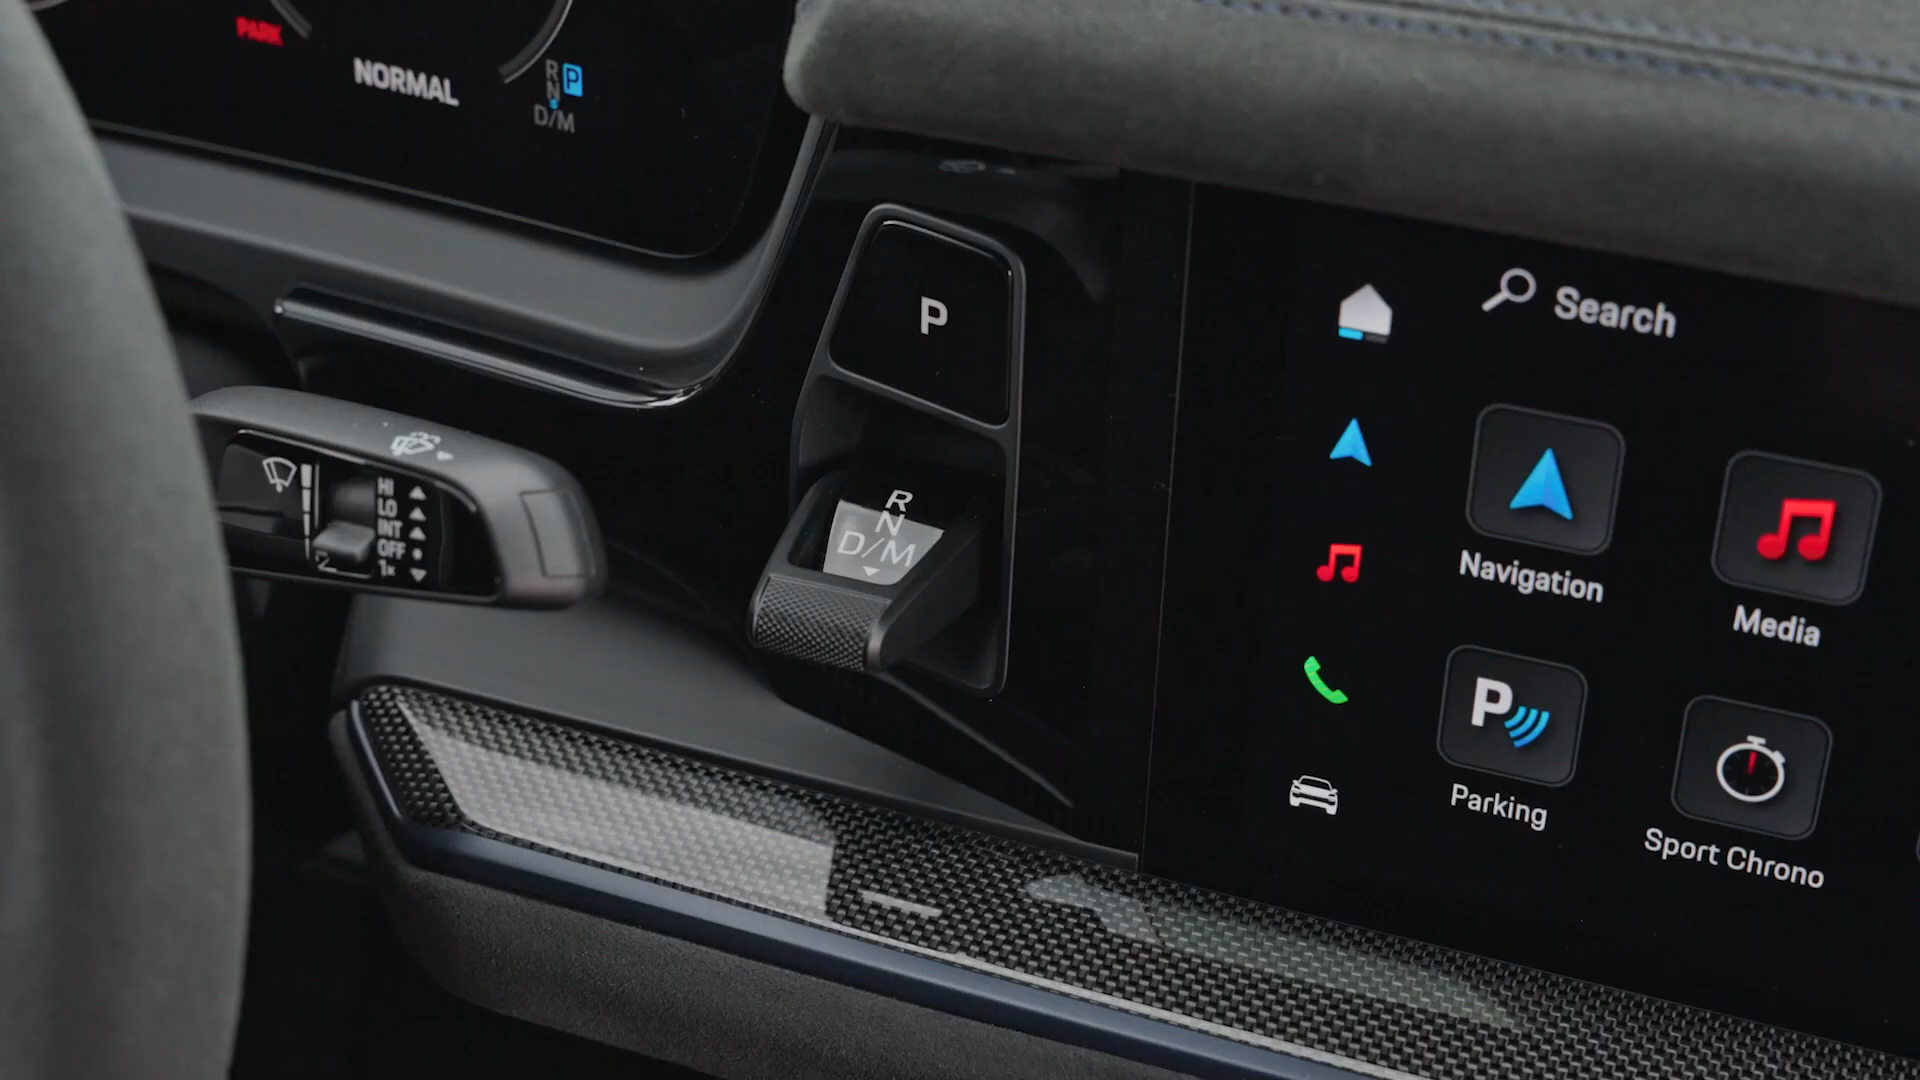 PARK
NORMAL
R
N
P
D/M
P
R
N
D/M
HI
LO
INT
OFF
1x
Search
Navigation
Media
P
Parking
Sport Chrono